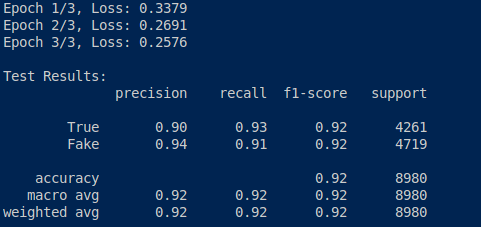 Epoch 1/3, Loss: 0.3379
Epoch 2/3, Loss: 0.2691
Epoch 3/3, Loss: 0.2576
Test Results:
precision recall f1-score support
True 0.90 0.93 0.92 4261
Fake 0.94 0.91 0.92 4719
accuracy 0.92 8980
macro avg 0.92 0.92 0.92 8980
weighted avg 0.92 0.92 0.92 8980